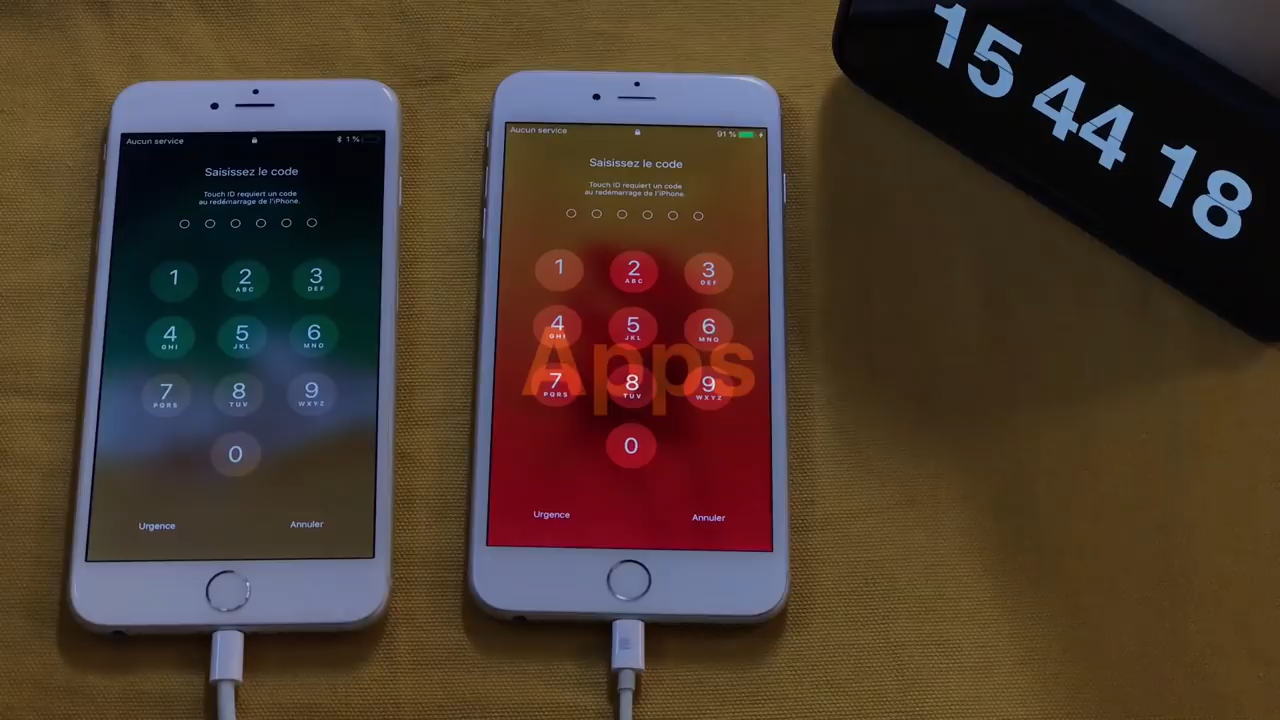 Aucun service
1 %
Saisissez le code
Touch ID requiert un code
au redémarrage de l'iPhone.
1
2
ABC
3
DEF
4
GHI
5
JKL
6
MNO
7
PQRS
8
TUV
9
WXYZ
0
Urgence
Annuler
Aucun service
91 %
Saisissez le code
Touch ID requiert un code
au redémarrage de l'iPhone.
1
2
ABC
3
DEF
4
GHI
5
JKL
6
MNO
7
PQRS
8
TUV
9
WXYZ
0
Urgence
Annuler
Apps
15 44 18